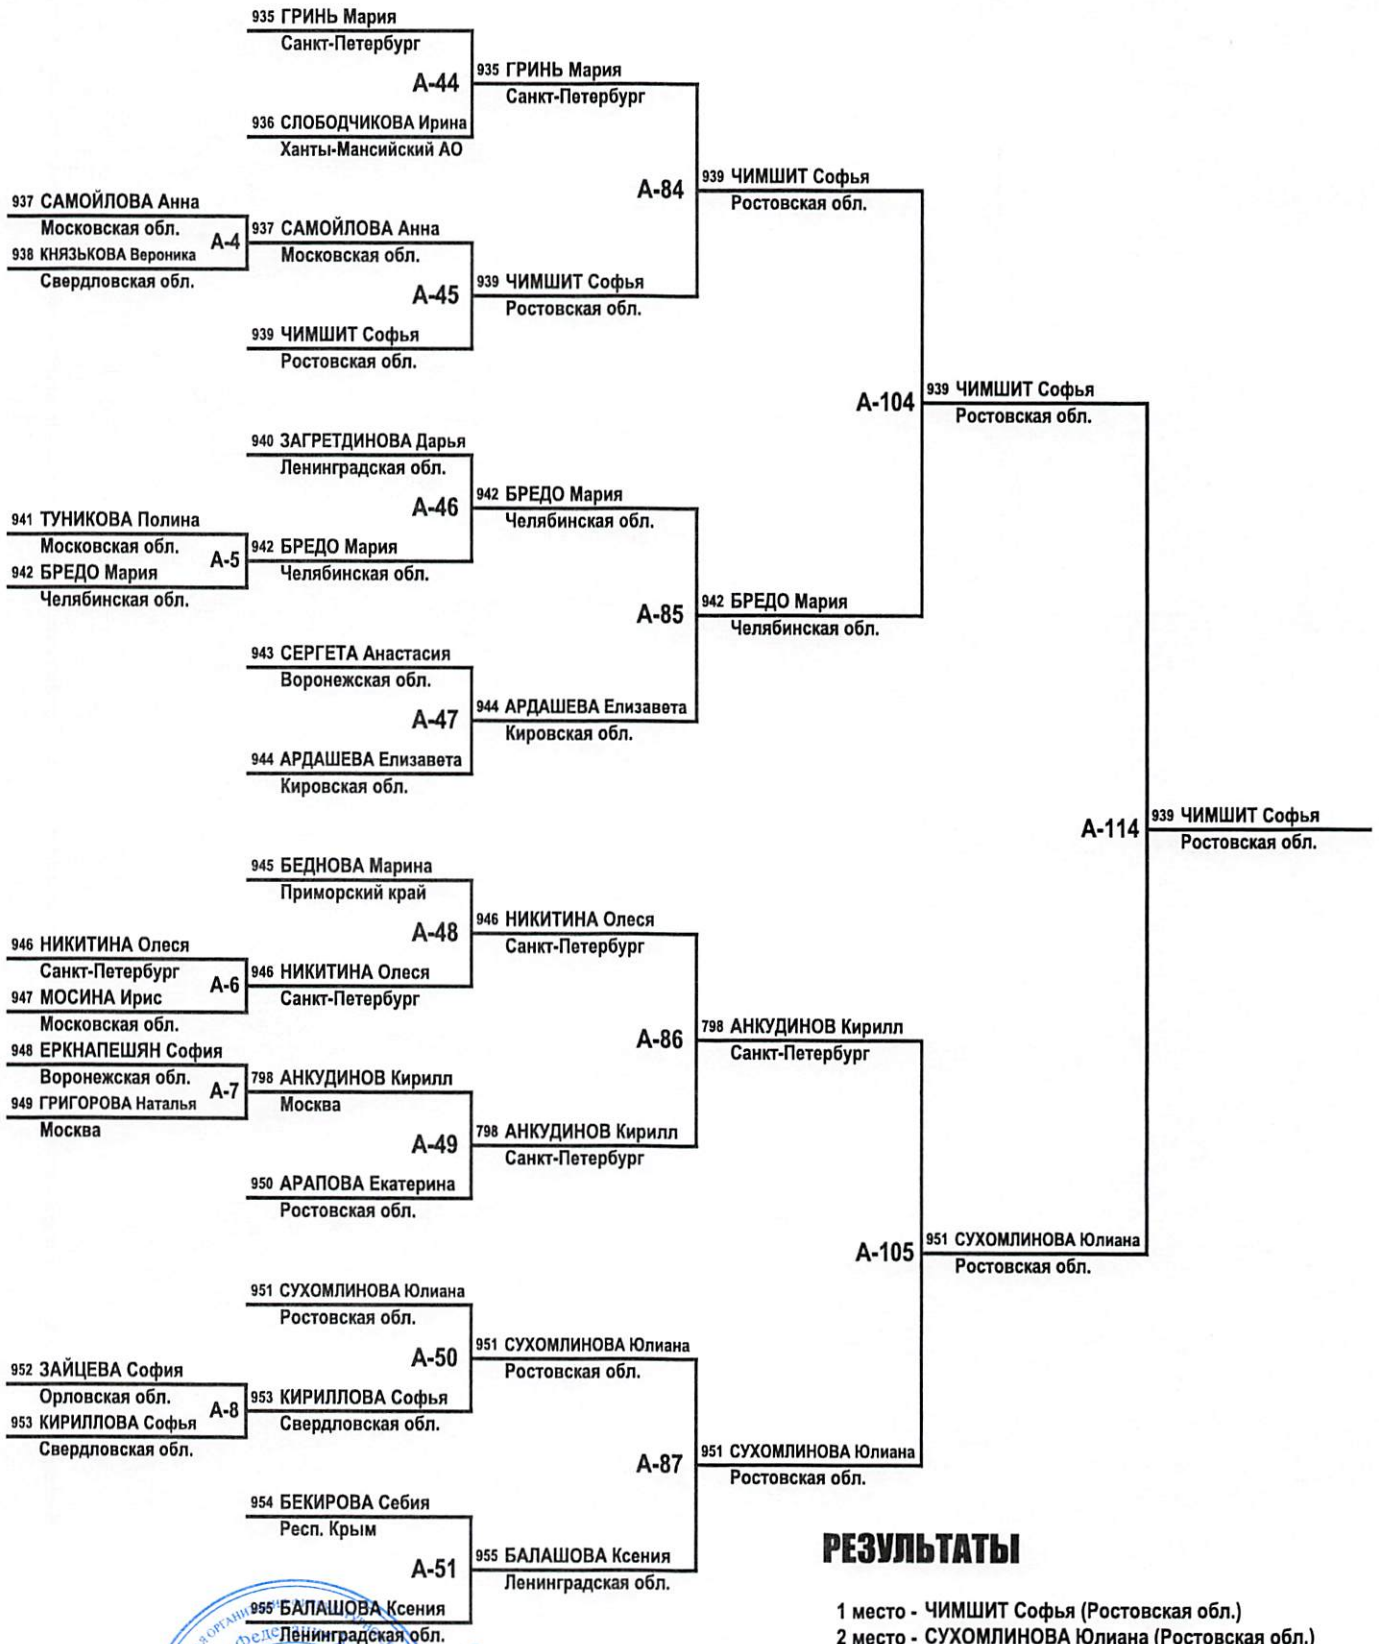 935 ГРИНЬ Мария
Санкт-Петербург
А-44
935 ГРИНЬ Мария
Санкт-Петербург
936 СЛОБОДЧИКОВА Ирина
Ханты-Мансийский АО
А-84
939 ЧИМШИТ Софья
Ростовская обл.
937 САМОЙЛОВА Анна
Московская обл.
А-4
938 КНЯЗЬКОВА Вероника
Свердловская обл.
937 САМОЙЛОВА Анна
Московская обл.
А-45
939 ЧИМШИТ Софья
Ростовская обл.
939 ЧИМШИТ Софья
Ростовская обл.
А-104
939 ЧИМШИТ Софья
Ростовская обл.
940 ЗАГРЕТДИНОВА Дарья
Ленинградская обл.
А-46
942 БРЕДО Мария
Челябинская обл.
941 ТУНИКОВА Полина
Московская обл.
А-5
942 БРЕДО Мария
Челябинская обл.
942 БРЕДО Мария
Челябинская обл.
А-85
942 БРЕДО Мария
Челябинская обл.
943 СЕРГЕТА Анастасия
Воронежская обл.
А-47
944 АРДАШЕВА Елизавета
Кировская обл.
944 АРДАШЕВА Елизавета
Кировская обл.
А-114
939 ЧИМШИТ Софья
Ростовская обл.
945 БЕДНОВА Марина
Приморский край
А-48
946 НИКИТИНА Олеся
Санкт-Петербург
946 НИКИТИНА Олеся
Санкт-Петербург
А-6
947 МОСИНА Ирис
Московская обл.
946 НИКИТИНА Олеся
Санкт-Петербург
А-86
798 АНКУДИНОВ Кирилл
Санкт-Петербург
948 ЕРКНАПЕШЯН София
Воронежская обл.
А-7
949 ГРИГОРОВА Наталья
Москва
798 АНКУДИНОВ Кирилл
Москва
А-49
798 АНКУДИНОВ Кирилл
Санкт-Петербург
950 АРАПОВА Екатерина
Ростовская обл.
А-105
951 СУХОМЛИНОВА Юлиана
Ростовская обл.
951 СУХОМЛИНОВА Юлиана
Ростовская обл.
А-50
951 СУХОМЛИНОВА Юлиана
Ростовская обл.
952 ЗАЙЦЕВА София
Орловская обл.
А-8
953 КИРИЛЛОВА Софья
Свердловская обл.
953 КИРИЛЛОВА Софья
Свердловская обл.
А-87
951 СУХОМЛИНОВА Юлиана
Ростовская обл.
954 БЕКИРОВА Себия
Респ. Крым
А-51
955 БАЛАШОВА Ксения
Ленинградская обл.
955 БАЛАШОВА Ксения
Ленинградская обл.
РЕЗУЛЬТАТЫ
1 место - ЧИМШИТ Софья (Ростовская обл.)
2 место - СУХОМЛИНОВА Юлиана (Ростовская обл.)